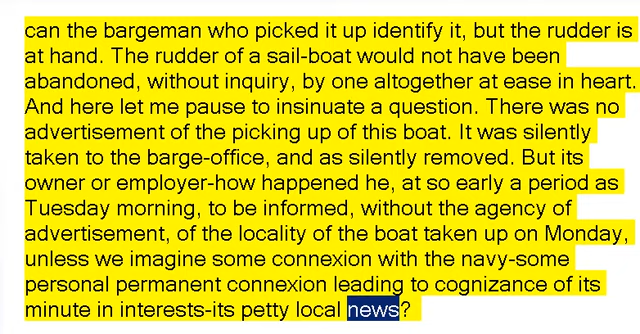 can the bargeman who picked it up identify it, but the rudder is
at hand. The rudder of a sail-boat would not have been
abandoned, without inquiry, by one altogether at ease in heart.
And here let me pause to insinuate a question. There was no
advertisement of the picking up of this boat. It was silently
taken to the barge-office, and as silently removed. But its
owner or employer-how happened he, at so early a period as
Tuesday morning, to be informed, without the agency of
advertisement, of the locality of the boat taken up on Monday,
unless we imagine some connexion with the navy-some
personal permanent connexion leading to cognizance of its
minute in interests-its petty local news?